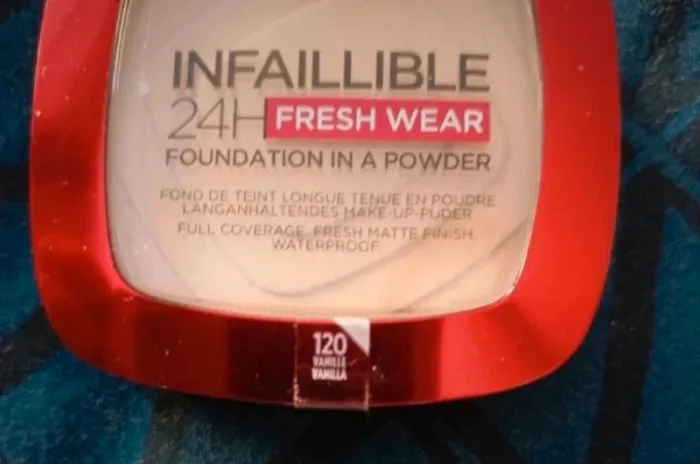 INFAILLIBLE
24H FRESH WEAR
FOUNDATION IN A POWDER
FOND DE TEINT LONGUE TENUE EN POUDRE
LANGANHALTENDES MAKE-UP-PUDER
FULL COVERAGE. FRESH MATTE FINISH
WATERPROOF.
120
VANILLE
VANILLA